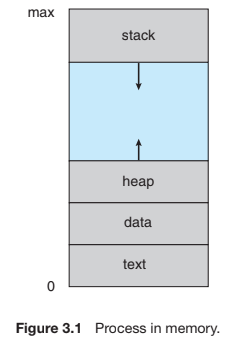 max
stack
heap
data
text
0
Figure 3.1 Process in memory.